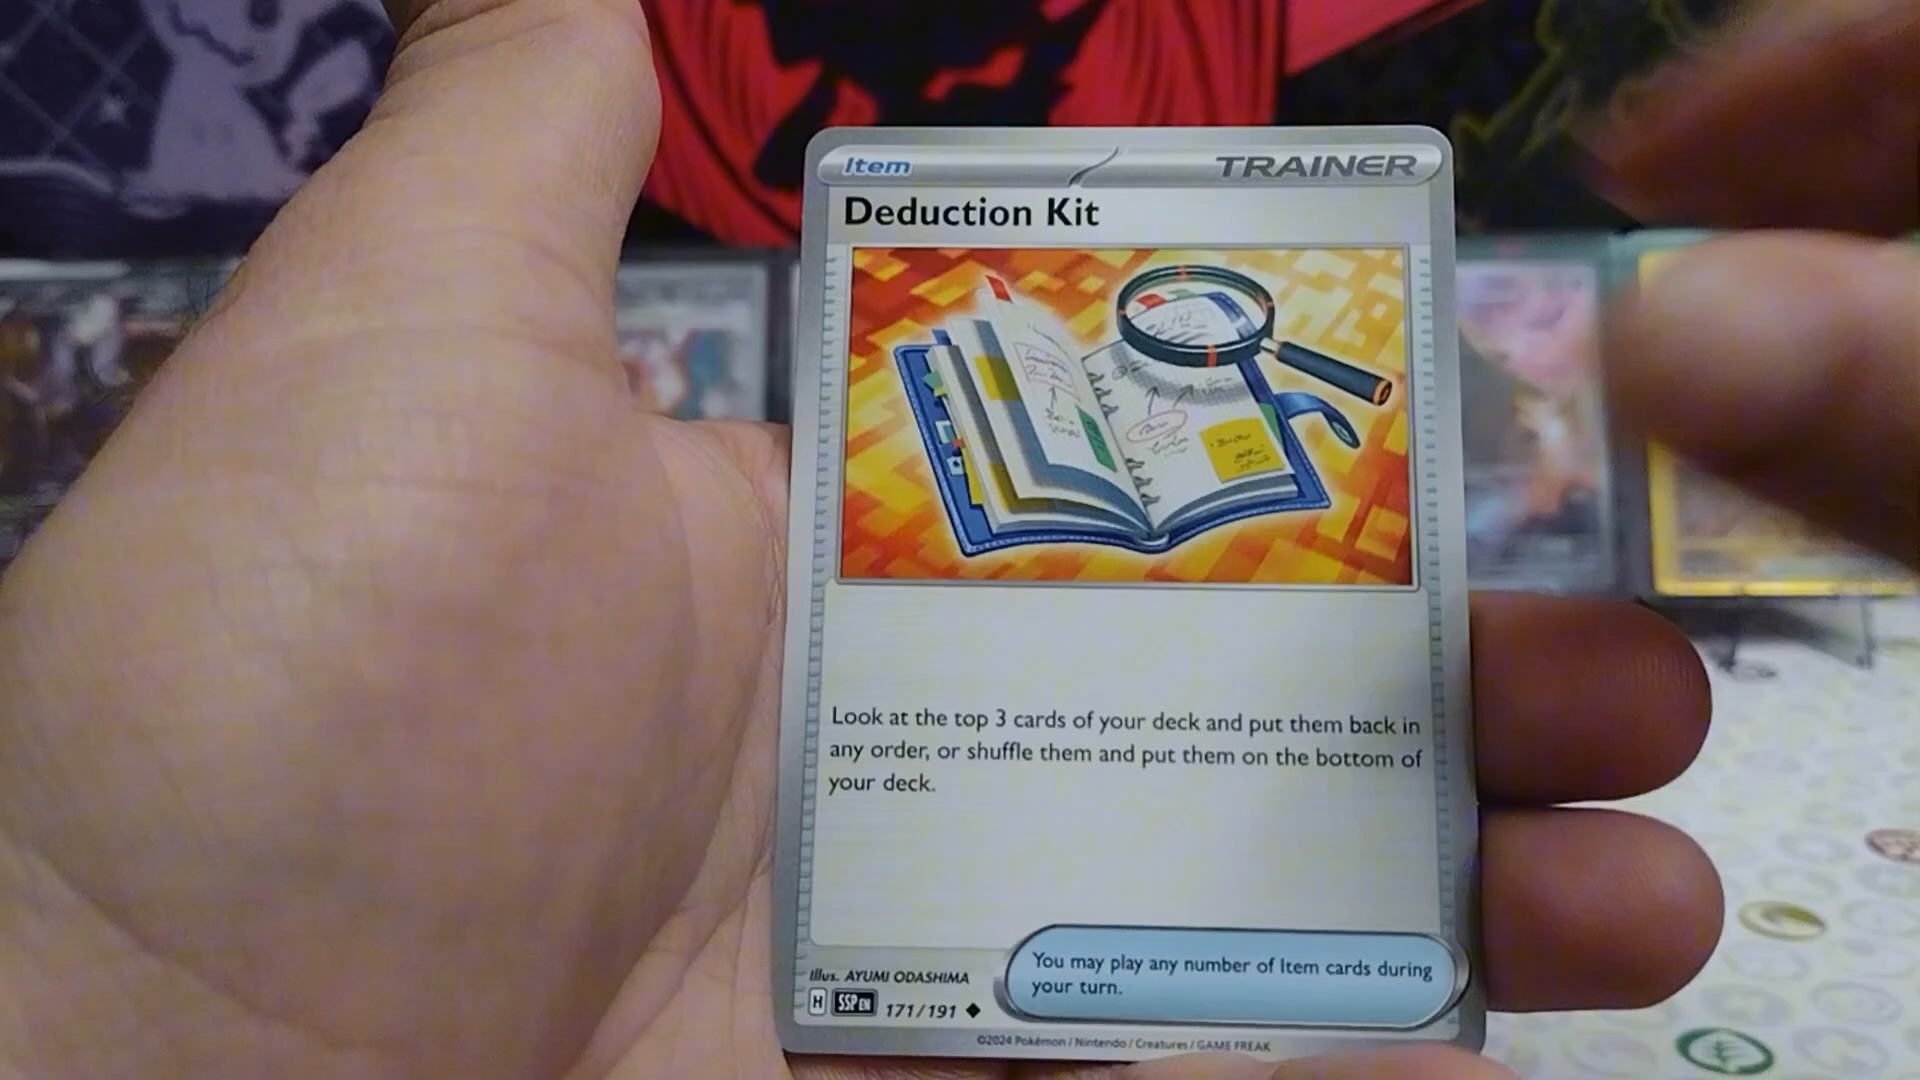 Item TRAINER
Deduction Kit
Look at the top 3 cards of your deck and put them back in
any order, or shuffle them and put them on the bottom of
your deck.
You may play any number of Item cards during
your turn.
Illus. AYUMI ODASHIMA
H SSP EN 171/191
©2024 Pokémon / Nintendo / Creatures / GAME FREAK